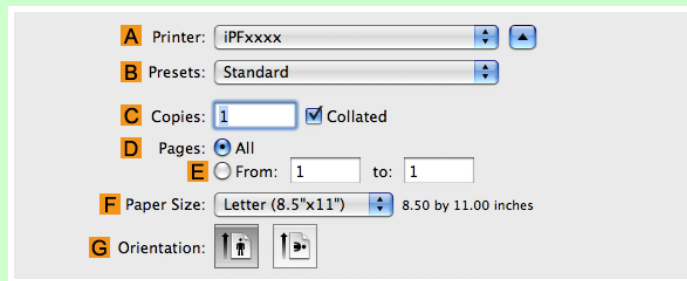 A Printer: iPFxxxx
B Presets: Standard
C Copies: 1 Collated
D Pages: All
E From: 1 to: 1
F Paper Size: Letter (8.5"x11") 8.50 by 11.00 inches
G Orientation: